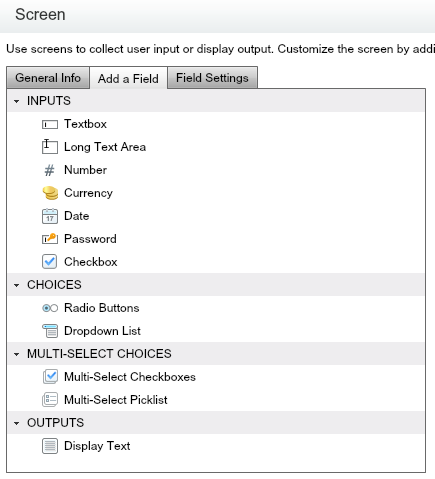 Screen
Use screens to collect user input or display output. Customize the screen by addi
General Info Add a Field Field Settings
INPUTS
Textbox
Long Text Area
Number
Currency
17
Date
Password
Checkbox
CHOICES
Radio Buttons
Dropdown List
MULTI-SELECT CHOICES
Multi-Select Checkboxes
Multi-Select Picklist
OUTPUTS
Display Text